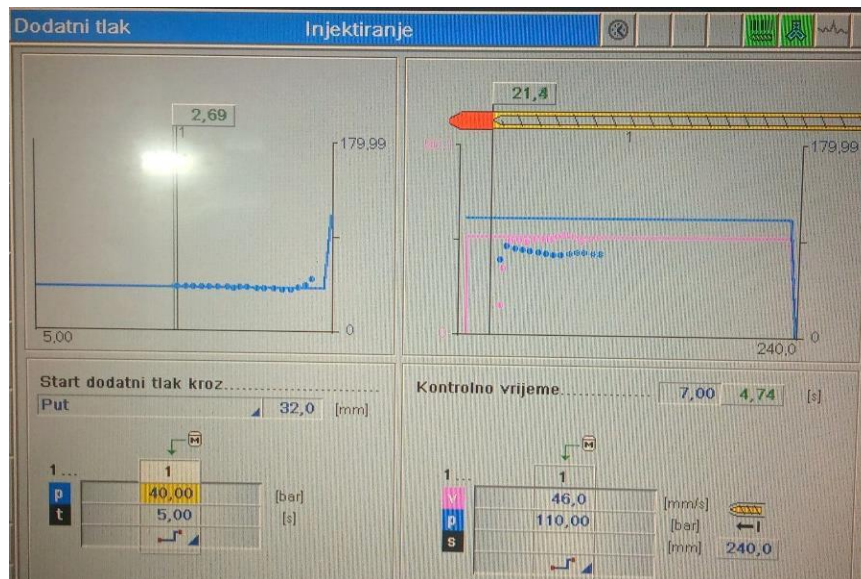 Dodatni tlak
Injektiranje
2,69
1
179,99
5,00
0
21,4
1
179,99
0
240,0
Start dodatni tlak kroz
Put 32,0 [mm]
M
1 ...
1
p 40,00 [bar]
t 5,00 [s]
Kontrolno vrijeme 7,00 4,74 [s]
M
1 ...
1
v 46,0 [mm/s]
p 110,00 [bar]
s [mm] 240,0